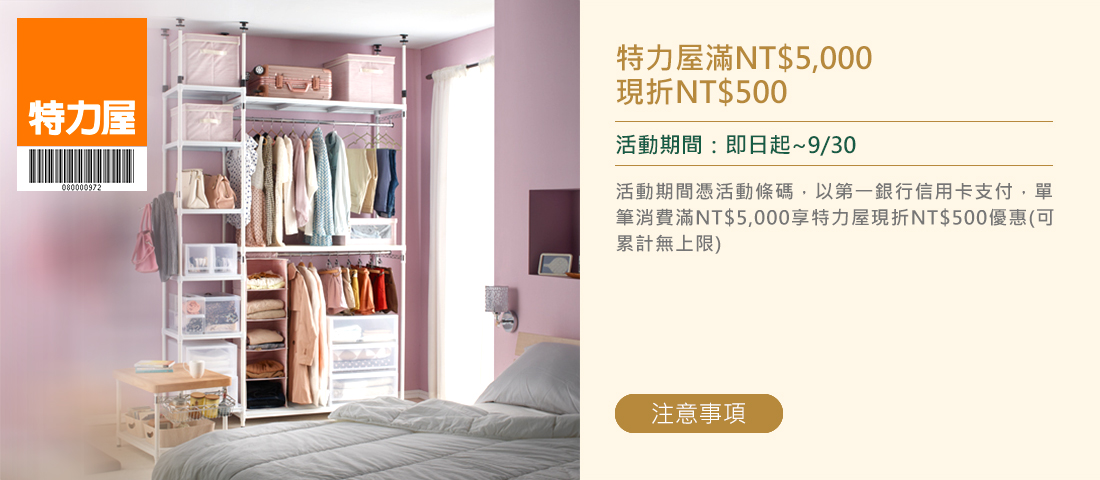 特力屋
080000972
特力屋滿NT$5,000
現折NT$500
活動期間：即日起~9/30
活動期間憑活動條碼，以第一銀行信用卡支付，單
筆消費滿NT$5,000享特力屋現折NT$500優惠(可
累計無上限)
注意事項